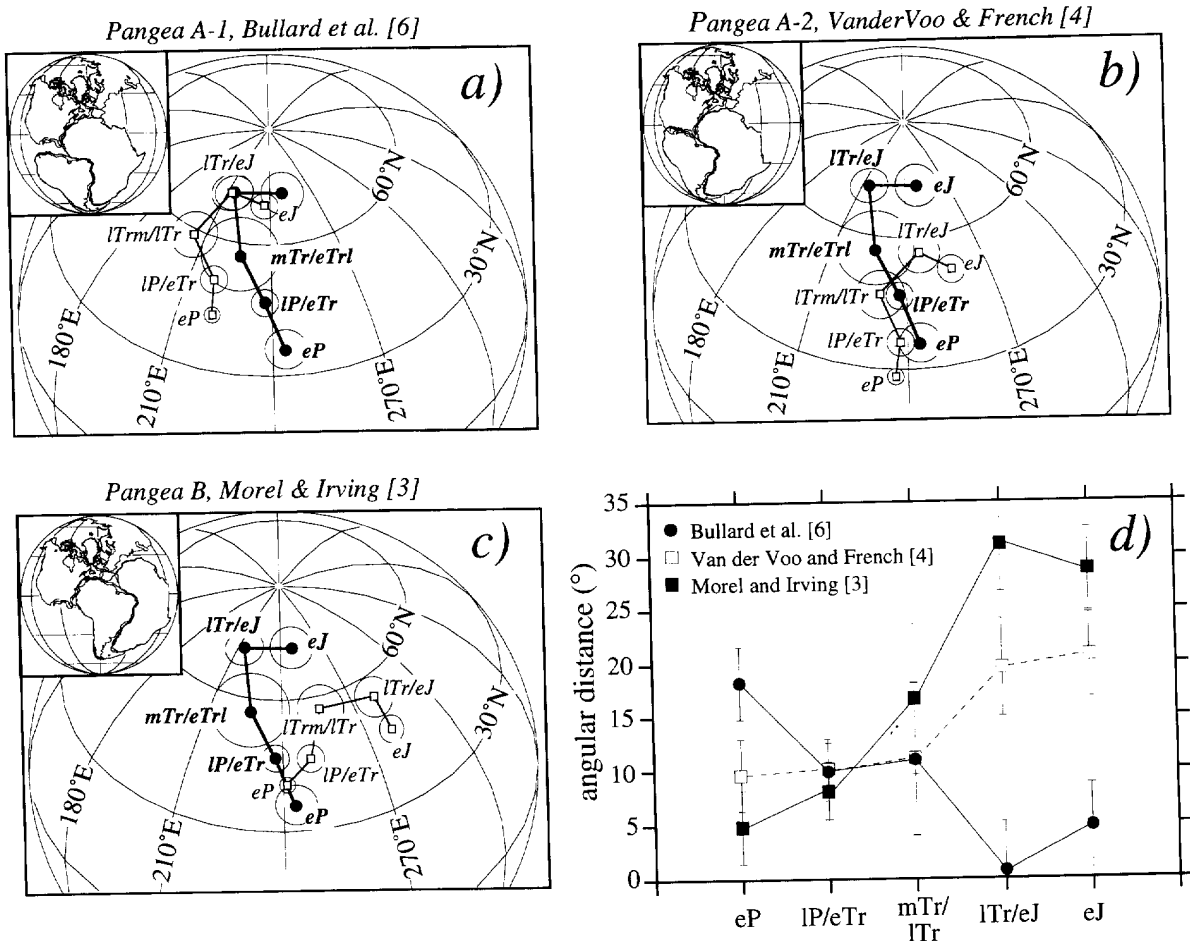 Pangea A-1, Bullard et al. [6]
a)
lTr/eJ
eJ
lTrm/lTr
mTr/eTrl
lP/eTr
lP/eTr
eP
eP
60°N
30°N
180°E
210°E
270°E
Pangea A-2, VanderVoo & French [4]
b)
lTr/eJ
eJ
lTr/eJ
mTr/eTrl
eJ
lTrm/lTr
lP/eTr
lP/eTr
eP
eP
60°N
30°N
180°E
210°E
270°E
Pangea B, Morel & Irving [3]
c)
lTr/eJ
eJ
lTr/eJ
mTr/eTrl
lTrm/lTr
eJ
lP/eTr
lP/eTr
eP
eP
60°N
30°N
180°E
210°E
270°E
d)
Bullard et al. [6]
Van der Voo and French [4]
Morel and Irving [3]
angular distance (°)
35
30
25
20
15
10
5
0
eP
lP/eTr
mTr/
lTr
lTr/eJ
eJ